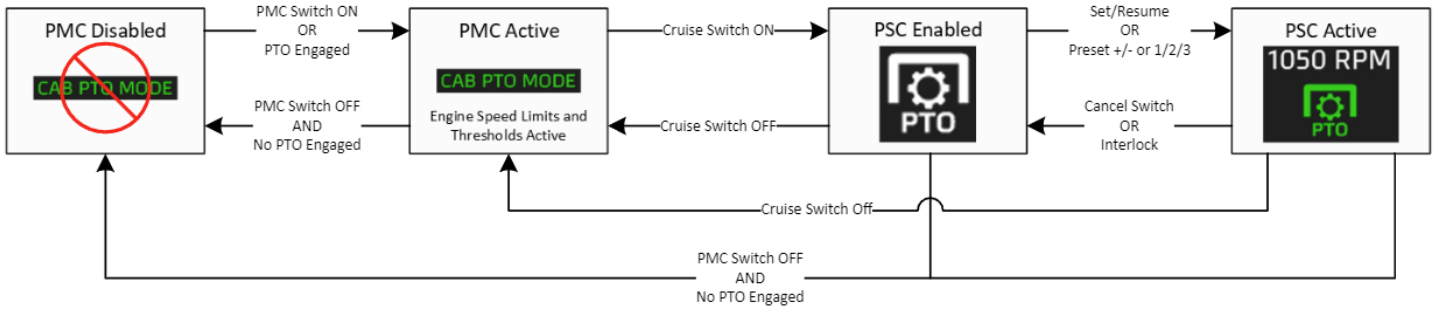 PMC Disabled
CAB PTO MODE
PMC Switch ON
OR
PTO Engaged
PMC Switch OFF
AND
No PTO Engaged
PMC Active
CAB PTO MODE
Engine Speed Limits and
Thresholds Active
Cruise Switch ON
Cruise Switch OFF
PSC Enabled
PTO
Set/Resume
OR
Preset +/- or 1/2/3
Cancel Switch
OR
Interlock
PSC Active
1050 RPM
PTO
Cruise Switch Off
PMC Switch OFF
AND
No PTO Engaged